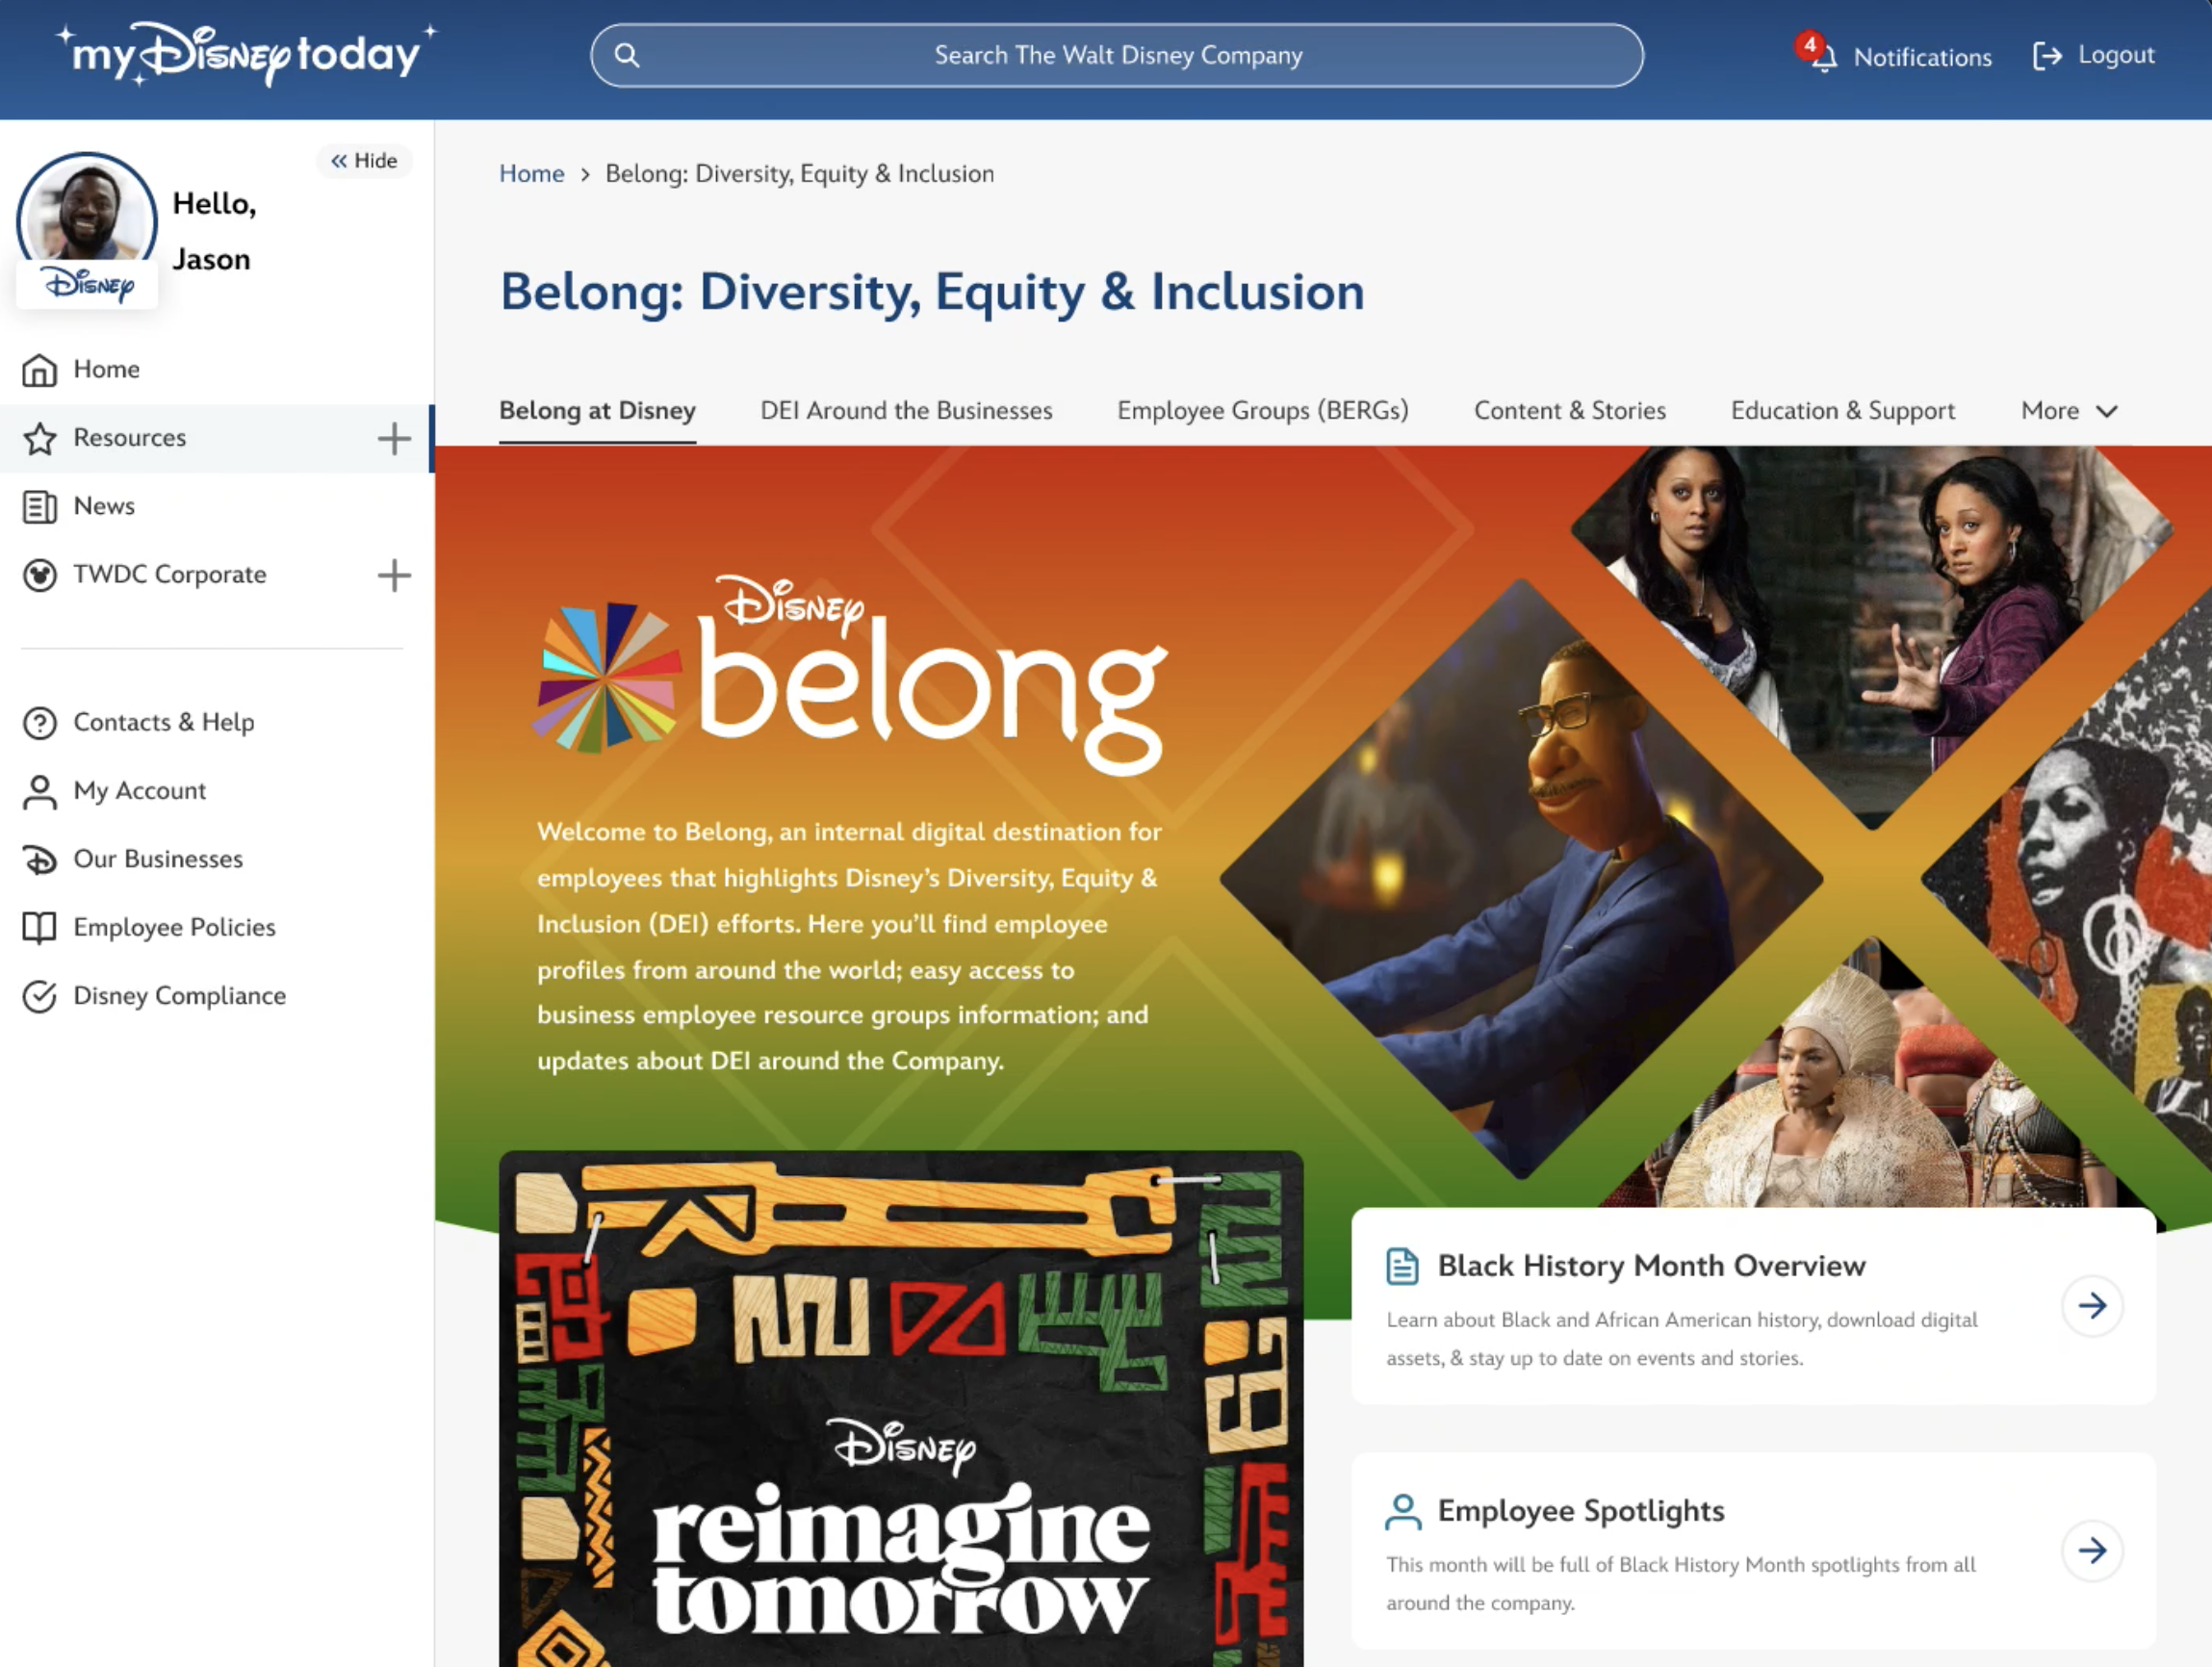 my Disney today
Search The Walt Disney Company
4
Notifications
Logout
Hide
Hello,
Jason
Disney
Home
Resources
News
TWDC Corporate
Contacts & Help
My Account
Our Businesses
Employee Policies
Disney Compliance
Home > Belong: Diversity, Equity & Inclusion
Belong: Diversity, Equity & Inclusion
Belong at Disney
DEI Around the Businesses
Employee Groups (BERGs)
Content & Stories
Education & Support
More
Disney
belong
Welcome to Belong, an internal digital destination for
employees that highlights Disney’s Diversity, Equity &
Inclusion (DEI) efforts. Here you’ll find employee
profiles from around the world; easy access to
business employee resource groups information; and
updates about DEI around the Company.
Disney
reimagine
tomorrow
Black History Month Overview
Learn about Black and African American history, download digital
assets, & stay up to date on events and stories.
Employee Spotlights
This month will be full of Black History Month spotlights from all
around the company.